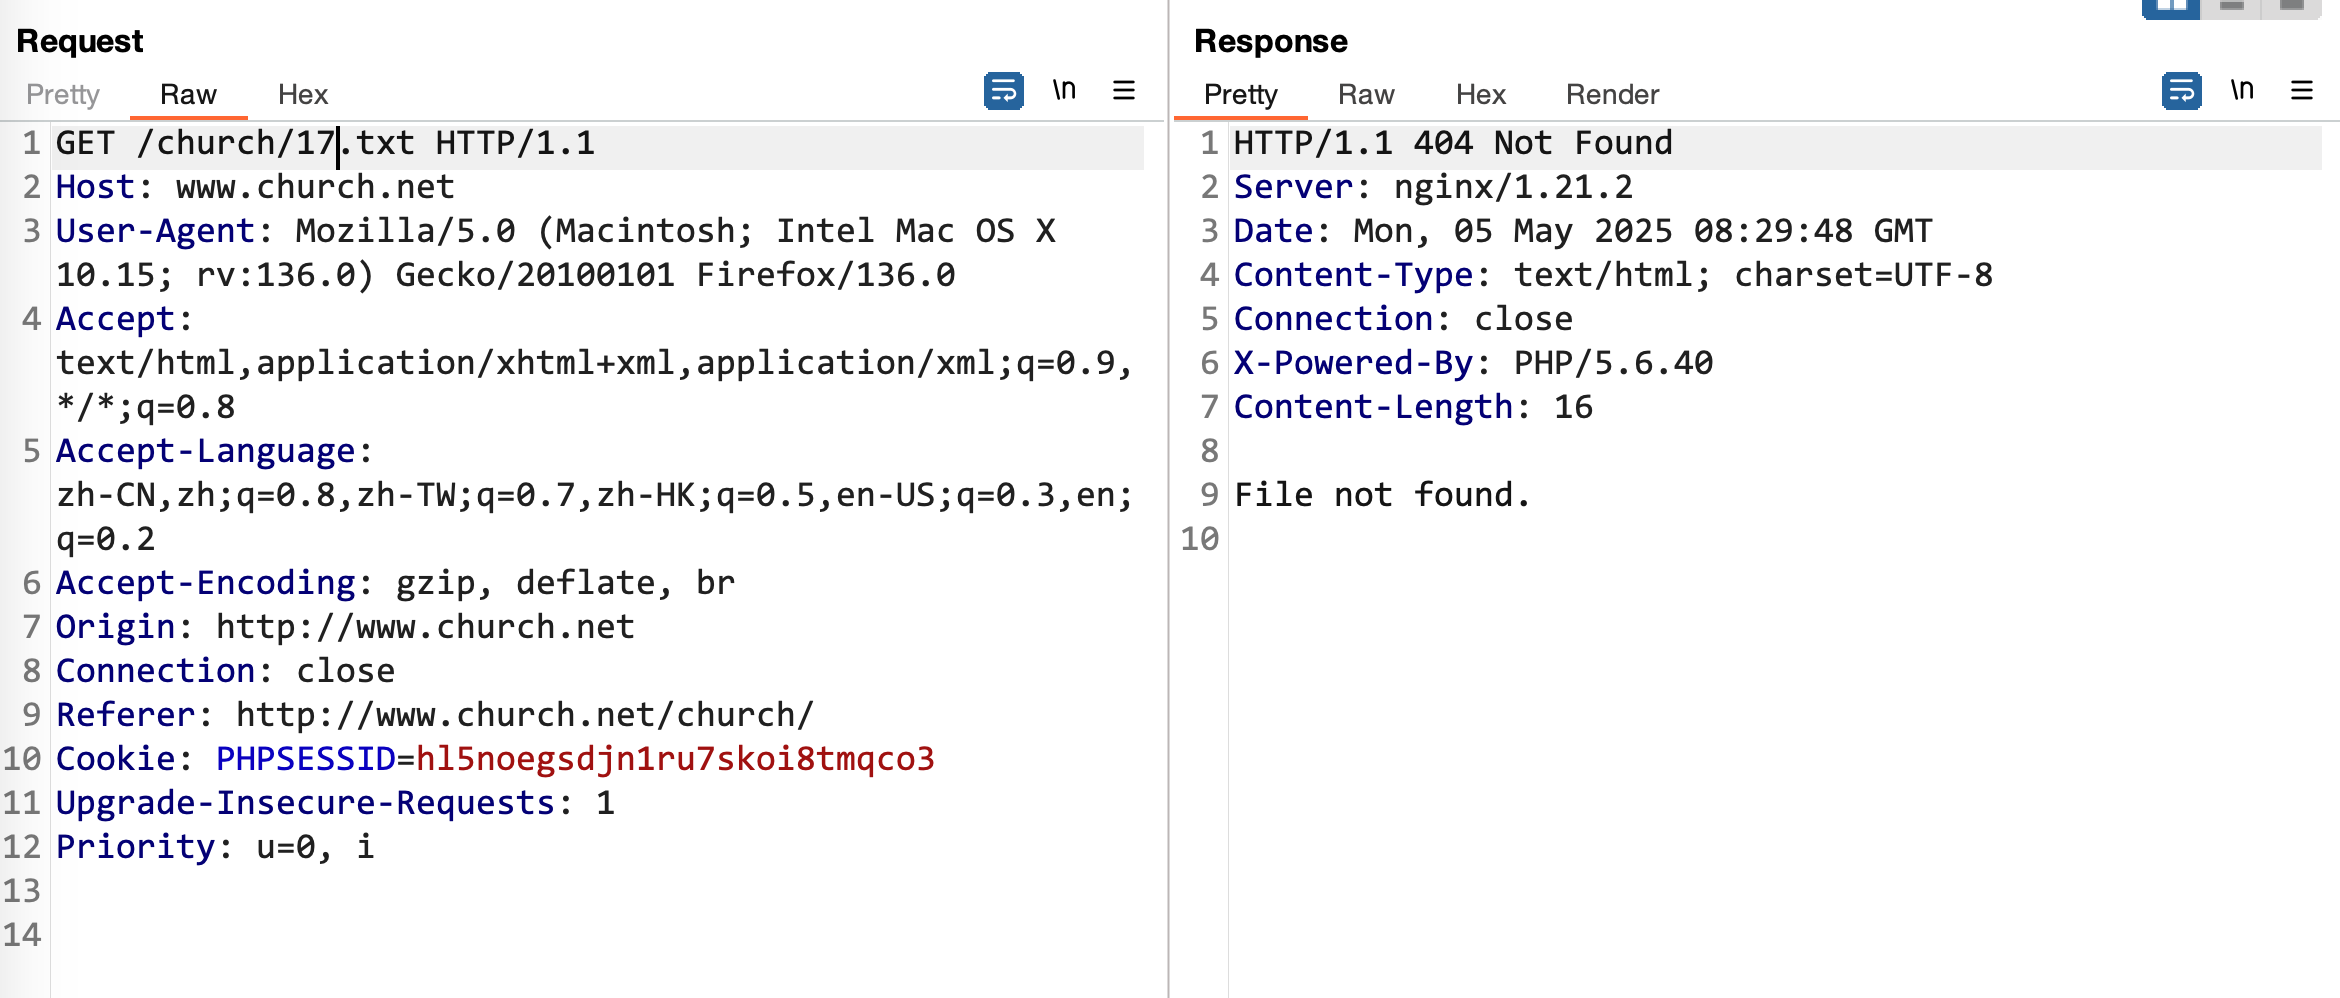 Request
Pretty Raw Hex \n
1 GET /church/17.txt HTTP/1.1
2 Host: www.church.net
3 User-Agent: Mozilla/5.0 (Macintosh; Intel Mac OS X
10.15; rv:136.0) Gecko/20100101 Firefox/136.0
4 Accept:
text/html,application/xhtml+xml,application/xml;q=0.9,
*/*;q=0.8
5 Accept-Language:
zh-CN,zh;q=0.8,zh-TW;q=0.7,zh-HK;q=0.5,en-US;q=0.3,en;
q=0.2
6 Accept-Encoding: gzip, deflate, br
7 Origin: http://www.church.net
8 Connection: close
9 Referer: http://www.church.net/church/
10 Cookie: PHPSESSID=hl5noegsdjn1ru7skoi8tmqco3
11 Upgrade-Insecure-Requests: 1
12 Priority: u=0, i
13
14
Response
Pretty Raw Hex Render \n
1 HTTP/1.1 404 Not Found
2 Server: nginx/1.21.2
3 Date: Mon, 05 May 2025 08:29:48 GMT
4 Content-Type: text/html; charset=UTF-8
5 Connection: close
6 X-Powered-By: PHP/5.6.40
7 Content-Length: 16
8
9 File not found.
10